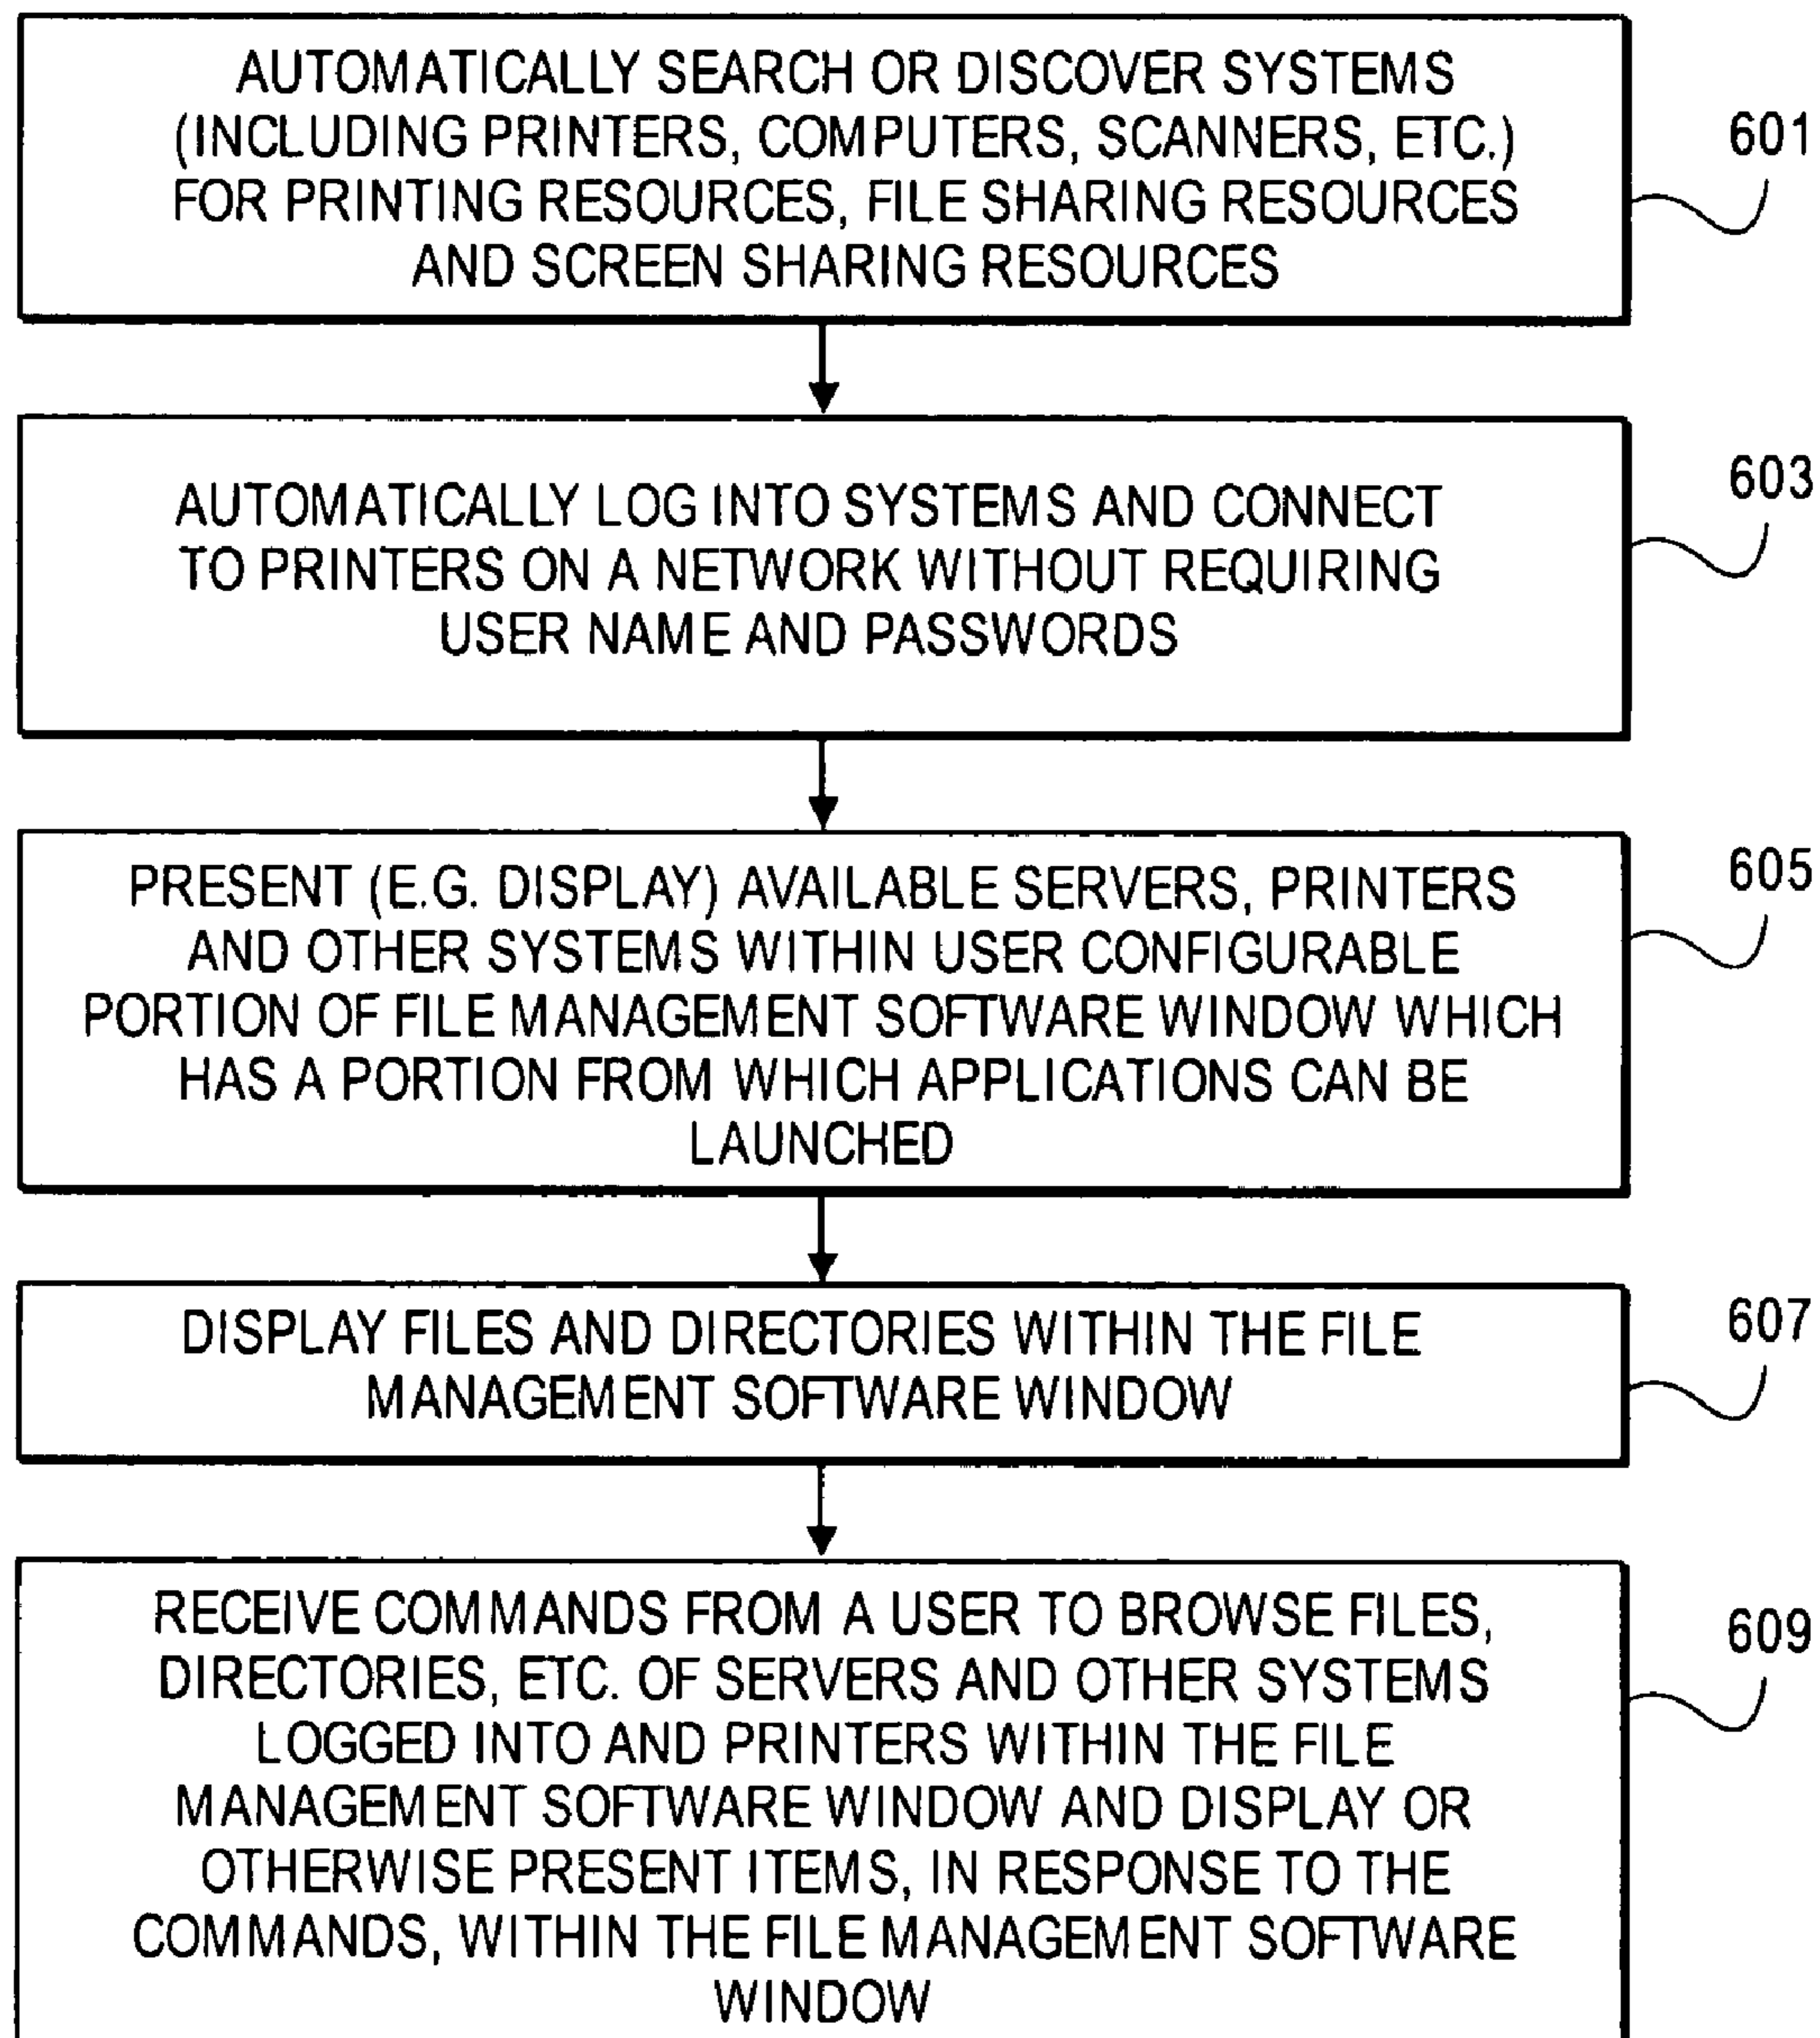 AUTOMATICALLY SEARCH OR DISCOVER SYSTEMS
(INCLUDING PRINTERS, COMPUTERS, SCANNERS, ETC.)
FOR PRINTING RESOURCES, FILE SHARING RESOURCES
AND SCREEN SHARING RESOURCES
601
AUTOMATICALLY LOG INTO SYSTEMS AND CONNECT
TO PRINTERS ON A NETWORK WITHOUT REQUIRING
USER NAME AND PASSWORDS
603
PRESENT (E.G. DISPLAY) AVAILABLE SERVERS, PRINTERS
AND OTHER SYSTEMS WITHIN USER CONFIGURABLE
PORTION OF FILE MANAGEMENT SOFTWARE WINDOW WHICH
HAS A PORTION FROM WHICH APPLICATIONS CAN BE
LAUNCHED
605
DISPLAY FILES AND DIRECTORIES WITHIN THE FILE
MANAGEMENT SOFTWARE WINDOW
607
RECEIVE COMMANDS FROM A USER TO BROWSE FILES,
DIRECTORIES, ETC. OF SERVERS AND OTHER SYSTEMS
LOGGED INTO AND PRINTERS WITHIN THE FILE
MANAGEMENT SOFTWARE WINDOW AND DISPLAY OR
OTHERWISE PRESENT ITEMS, IN RESPONSE TO THE
COMMANDS, WITHIN THE FILE MANAGEMENT SOFTWARE
WINDOW
609